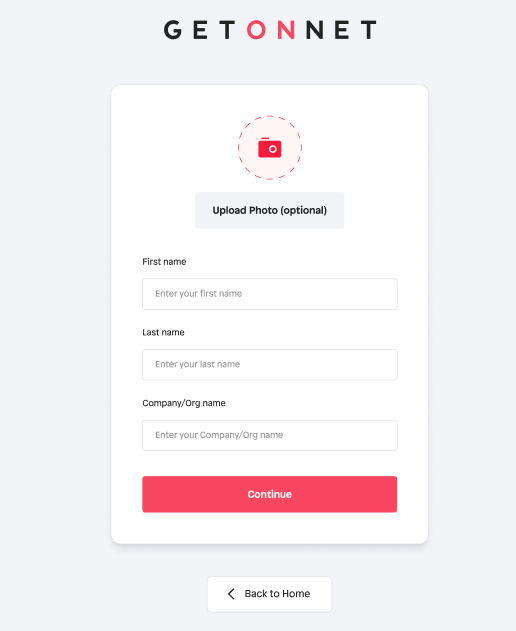 GETONNET
Upload Photo (optional)
First name
Enter your first name
Last name
Enter your last name
Company/Org name
Enter your Company/Org name
Continue
Back to Home